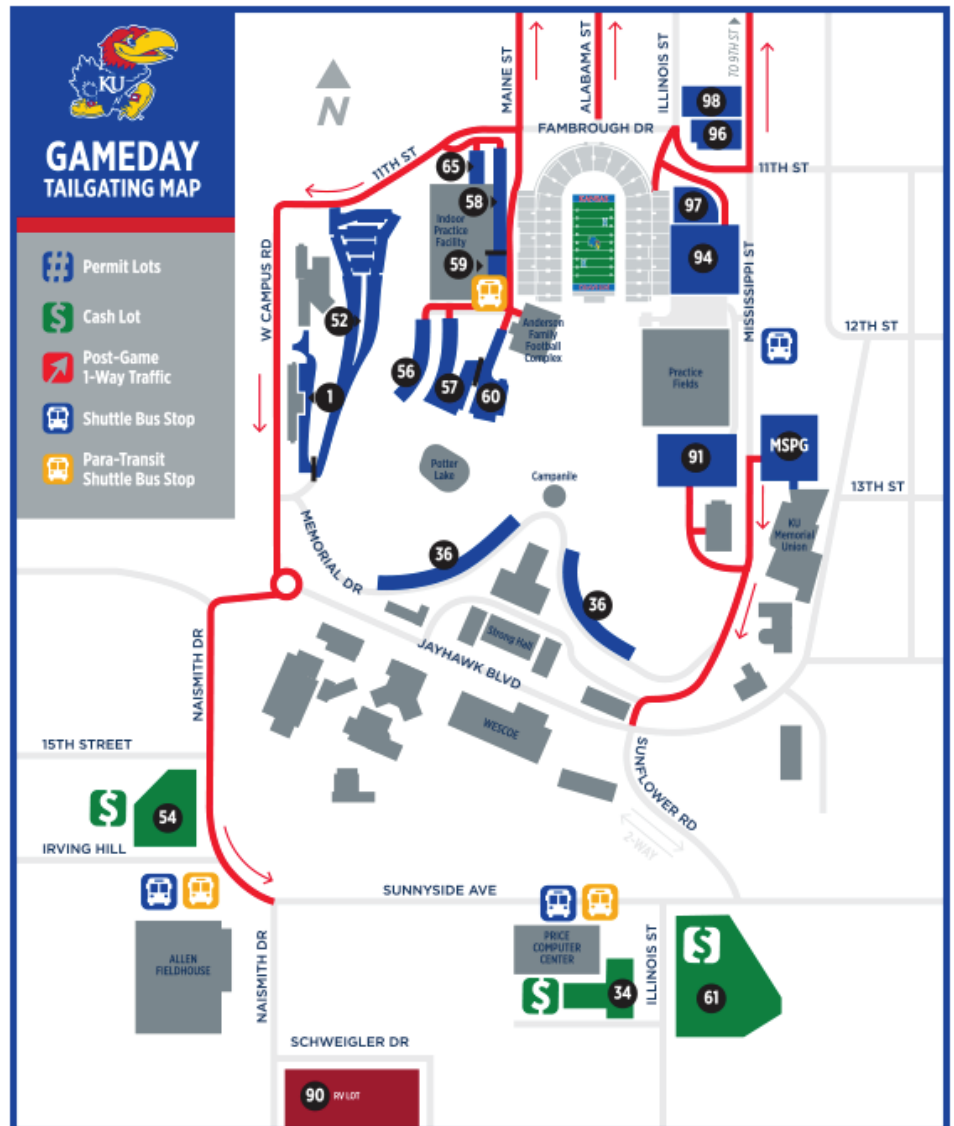 KU
GAMEDAY
TAILGATING MAP
# Permit Lots
$ Cash Lot
Post-Game
1-Way Traffic
Shuttle Bus Stop
Para-Transit
Shuttle Bus Stop
N
MAINE ST
ALABAMA ST
ILLINOIS ST
TO 9TH ST
98
96
FAMBROUGH DR
11TH ST
11TH ST
65
58
Indoor
Practice
Facility
59
97
94
MISSISSIPPI ST
W CAMPUS RD
52
12TH ST
Anderson
Family
Football
Complex
56
57
60
1
Practice
Fields
91
MSPG
Potter
Lake
Campanile
13TH ST
KU
Memorial
Union
MEMORIAL DR
36
36
Strong Hall
JAYHAWK BLVD
WESCOE
NAISMITH DR
15TH STREET
SUNFLOWER RD
2-WAY
$
54
IRVING HILL
SUNNYSIDE AVE
ALLEN
FIELDHOUSE
NAISMITH DR
PRICE
COMPUTER
CENTER
ILLINOIS ST
$
$
34
61
SCHWEIGLER DR
90 RV LOT